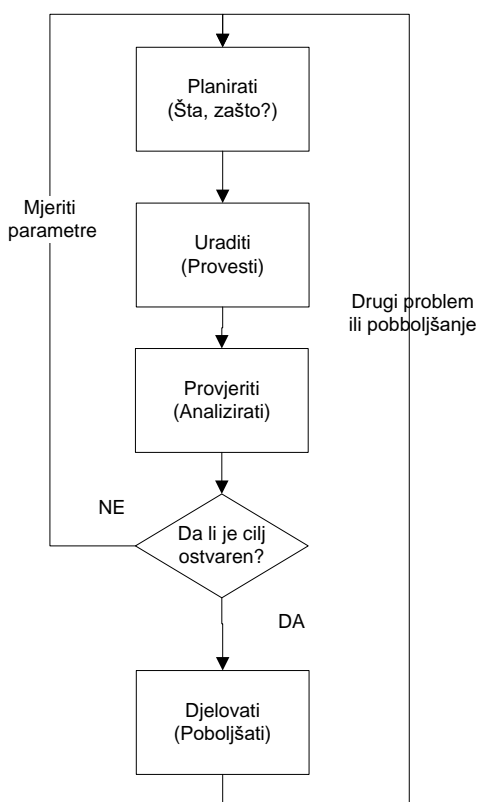 Planirati
(Šta, zašto?)
Mjeriti
parametre
Uraditi
(Provesti)
Drugi problem
ili pobboljšanje
Provjeriti
(Analizirati)
NE
Da li je cilj
ostvaren?
DA
Djelovati
(Poboljšati)